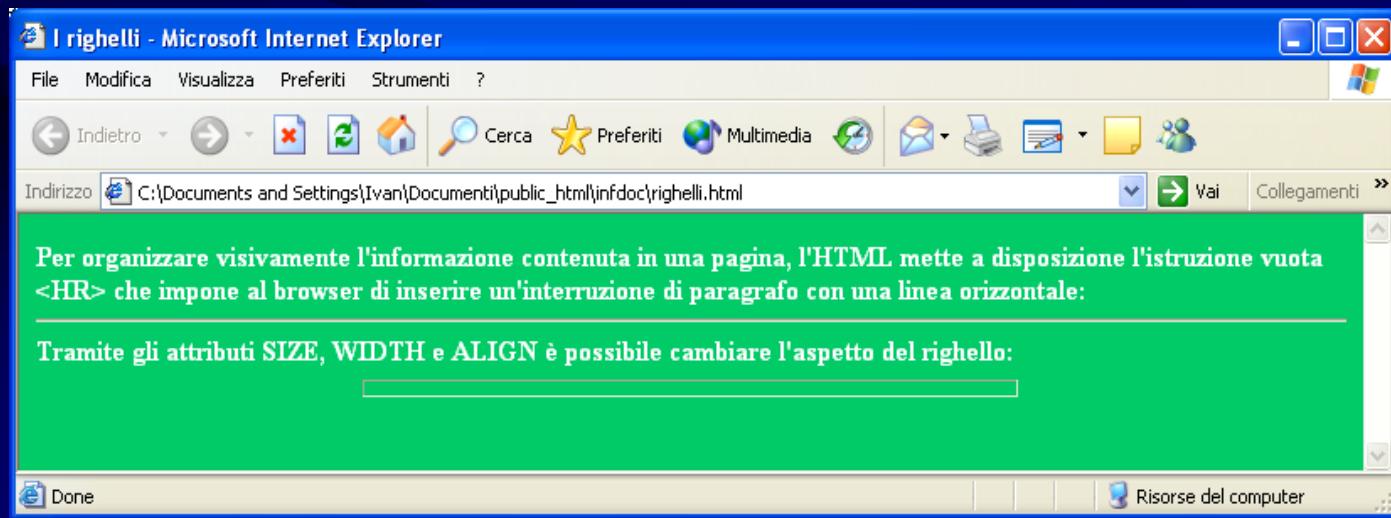 I righelli - Microsoft Internet Explorer
File Modifica Visualizza Preferiti Strumenti ?
Indietro Cerca Preferiti Multimedia
Indirizzo C:\Documents and Settings\Ivan\Documenti\public_html\infdoc\righelli.html Vai Collegamenti »
Per organizzare visivamente l'informazione contenuta in una pagina, l'HTML mette a disposizione l'istruzione vuota
<HR> che impone al browser di inserire un'interruzione di paragrafo con una linea orizzontale:
Tramite gli attributi SIZE, WIDTH e ALIGN è possibile cambiare l'aspetto del righello:
Done Risorse del computer